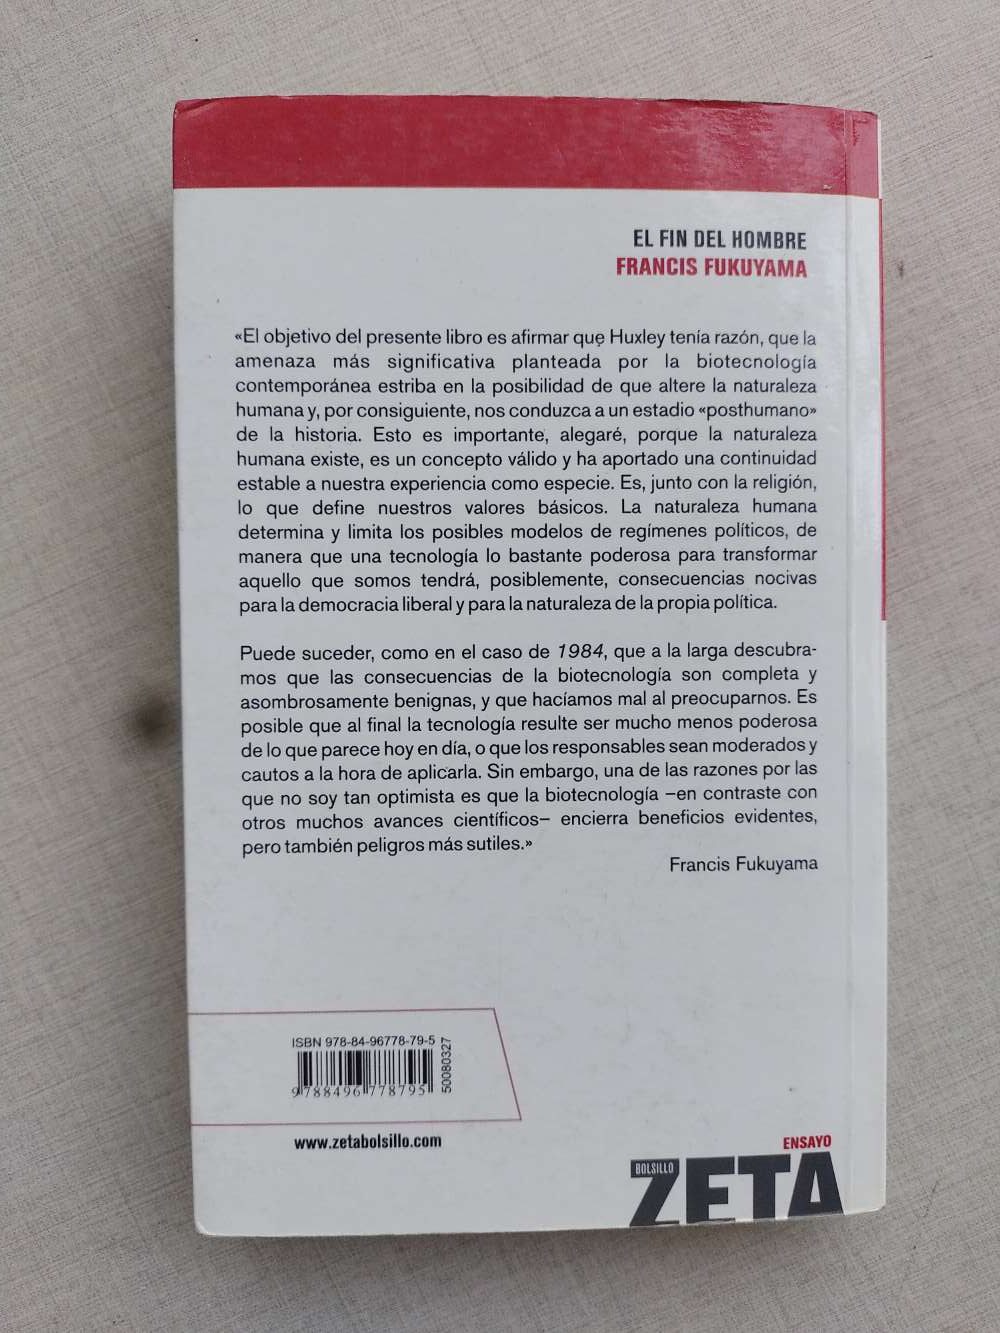 EL FIN DEL HOMBRE
FRANCIS FUKUYAMA
«El objetivo del presente libro es afirmar que Huxley tenía razón, que la
amenaza más significativa planteada por la biotecnología
contemporánea estriba en la posibilidad de que altere la naturaleza
humana y, por consiguiente, nos conduzca a un estadio «posthumano»
de la historia. Esto es importante, alegaré, porque la naturaleza
humana existe, es un concepto válido y ha aportado una continuidad
estable a nuestra experiencia como especie. Es, junto con la religión,
lo que define nuestros valores básicos. La naturaleza humana
determina y limita los posibles modelos de regímenes políticos, de
manera que una tecnología lo bastante poderosa para transformar
aquello que somos tendrá, posiblemente, consecuencias nocivas
para la democracia liberal y para la naturaleza de la propia política.
Puede suceder, como en el caso de 1984, que a la larga descubra-
mos que las consecuencias de la biotecnología son completa y
asombrosamente benignas, y que hacíamos mal al preocuparnos. Es
posible que al final la tecnología resulte ser mucho menos poderosa
de lo que parece hoy en día, o que los responsables sean moderados y
cautos a la hora de aplicarla. Sin embargo, una de las razones por las
que no soy tan optimista es que la biotecnología –en contraste con
otros muchos avances científicos– encierra beneficios evidentes,
pero también peligros más sutiles.»
Francis Fukuyama
ISBN 978-84-96778-79-5
9788496778795
50080327
www.zetabolsillo.com
ENSAYO
BOLSILLO
ZETA